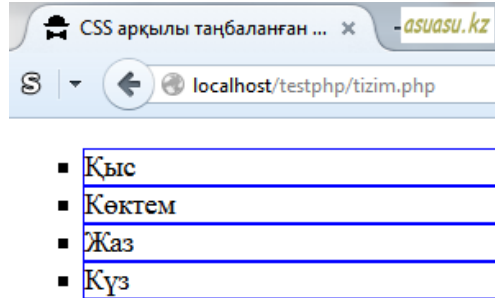 CSS арқылы таңбаланған ... ×
asuasu.kz
S
localhost/testphp/tizim.php
Қыс
Көктем
Жаз
Күз